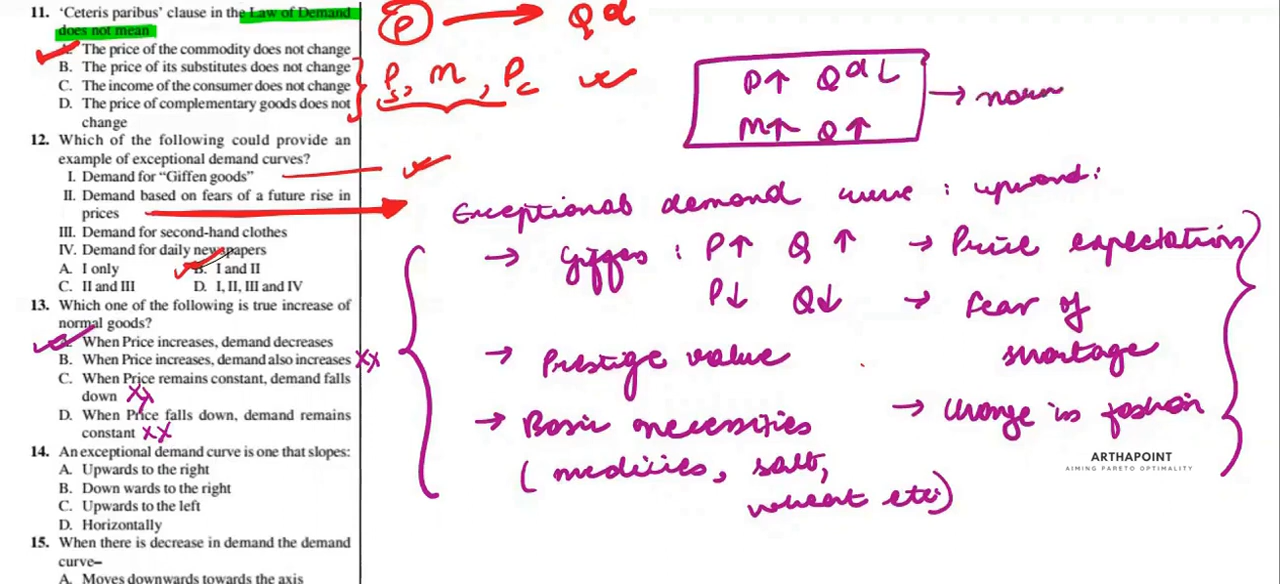 11. ‘Ceteris paribus’ clause in the Law of Demand
does not mean
The price of the commodity does not change
B. The price of its substitutes does not change
C. The income of the consumer does not change
D. The price of complementary goods does not
change
12. Which of the following could provide an
example of exceptional demand curves?
I. Demand for “Giffen goods”
II. Demand based on fears of a future rise in
prices
III. Demand for second-hand clothes
IV. Demand for daily newspapers
A. I only B. I and II
C. II and III D. I, II, III and IV
13. Which one of the following is true increase of
normal goods?
When Price increases, demand decreases
B. When Price increases, demand also increases XX
C. When Price remains constant, demand falls
down XX
D. When Price falls down, demand remains
constant XX
14. An exceptional demand curve is one that slopes:
A. Upwards to the right
B. Down wards to the right
C. Upwards to the left
D. Horizontally
15. When there is decrease in demand the demand
curve–
A. Moves downwards towards the axis
P → Qd
Ps, M, Pc
P↑ Qd↓ → norm
M↑ Q↑
Exceptional demand curve : upward.
→ Giffen : P↑ Q↑
P↓ Q↓
→ Prestige value
→ Basic necessities
(medicines, salt,
wheat etc)
→ Price expectation
→ Fear of
shortage
→ Change in fashion
ARTHAPOINT
AIMING PARETO OPTIMALITY